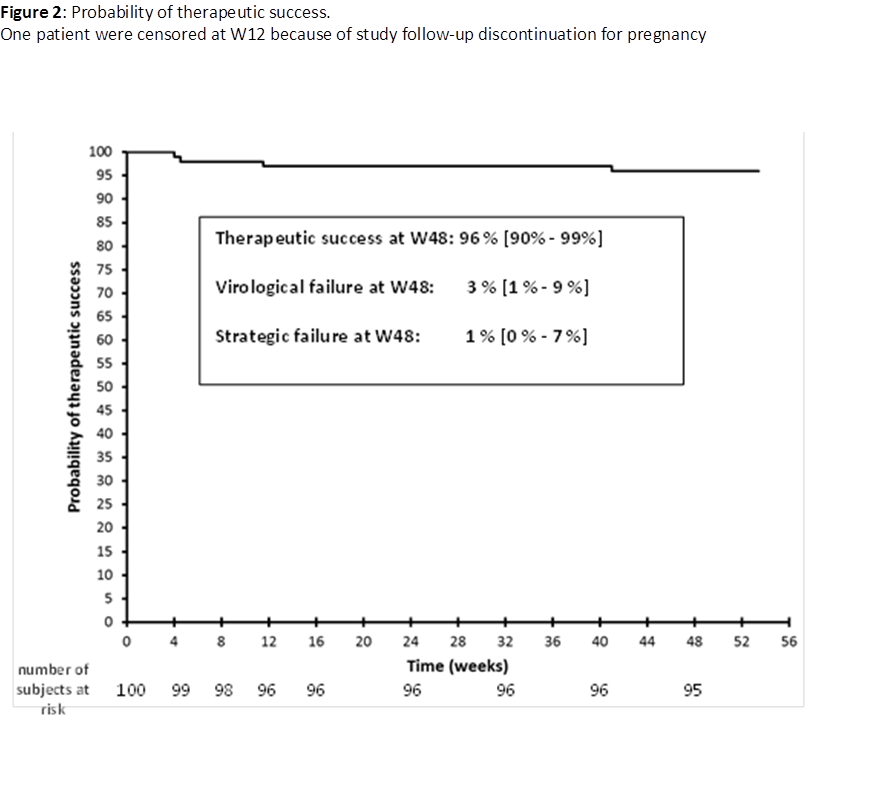 Figure 2: Probability of therapeutic success.
One patient were censored at W12 because of study follow-up discontinuation for pregnancy
100
95
90
85
80
75
70
65
60
55
50
45
40
35
30
25
20
15
10
5
0
Probability of therapeutic success
Therapeutic success at W48: 96% [90% - 99%]
Virological failure at W48: 3 % [1 % - 9 %]
Strategic failure at W48: 1 % [0 % - 7 %]
0 4 8 12 16 20 24 28 32 36 40 44 48 52 56
Time (weeks)
number of
subjects at 100 99 98 96 96 96 96 96 95
risk